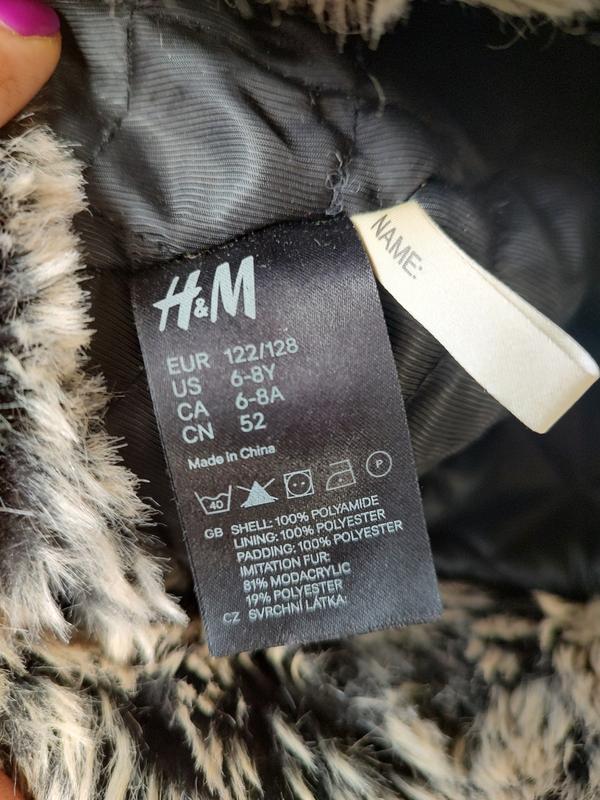 NAME:
H&M
EUR 122/128
US 6-8Y
CA 6-8A
CN 52
Made in China
40 P
GB SHELL: 100% POLYAMIDE
LINING: 100% POLYESTER
PADDING: 100% POLYESTER
IMITATION FUR:
81% MODACRYLIC
19% POLYESTER
CZ SVRCHNÍ LÁTKA: